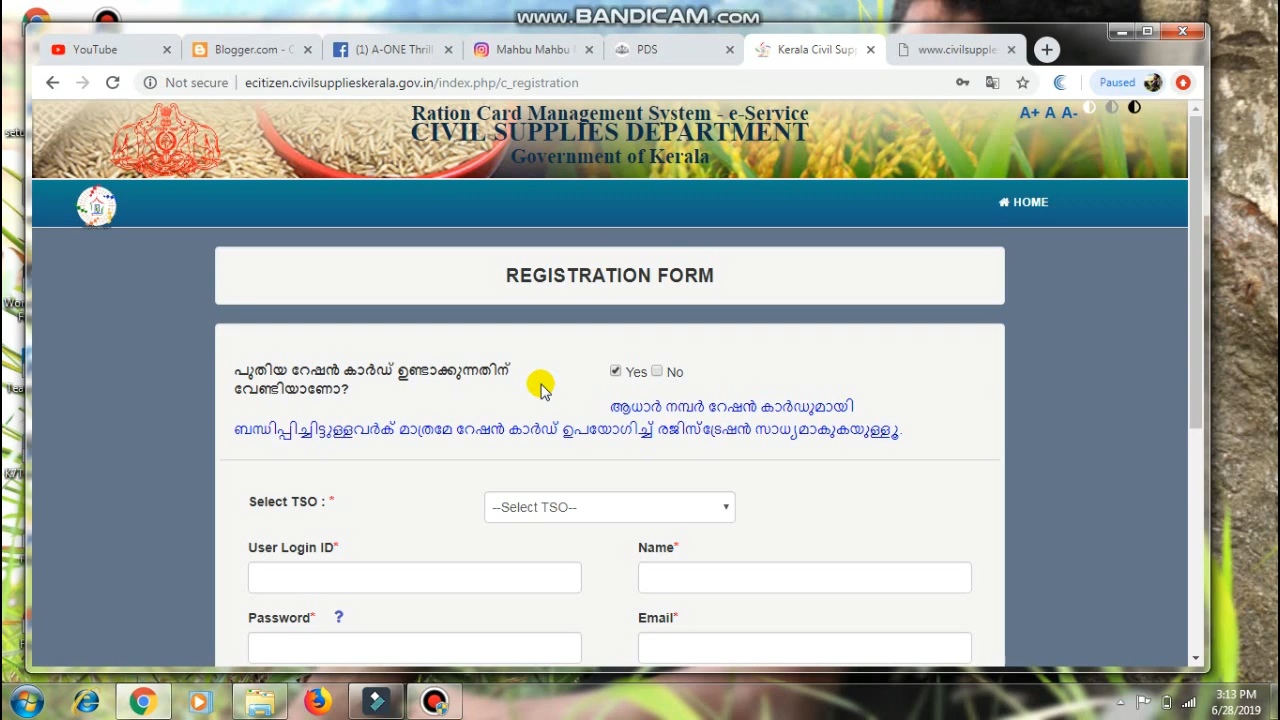 www.BANDICAM.com
YouTube
Blogger.com - C
(1) A-ONE Thrill
Mahbu Mahbu
PDS
Kerala Civil Supp
www.civilsupple
Not secure
ecitizen.civilsupplieskerala.gov.in/index.php/c_registration
Paused
Ration Card Management System - e-Service
CIVIL SUPPLIES DEPARTMENT
Government of Kerala
A+ A A-
HOME
REGISTRATION FORM
പുതിയ റേഷൻ കാർഡ് ഉണ്ടാക്കുന്നതിന്
വേണ്ടിയാണോ?
Yes No
ആധാർ നമ്പർ റേഷൻ കാർഡുമായി
ബന്ധിപ്പിച്ചിട്ടുള്ളവർക് മാത്രമേ റേഷൻ കാർഡ് ഉപയോഗിച്ച് രജിസ്ട്രേഷൻ സാധ്യമാകുകയുള്ളൂ.
Select TSO : *
--Select TSO--
User Login ID*
Name*
Password* ?
Email*
3:13 PM
6/28/2019